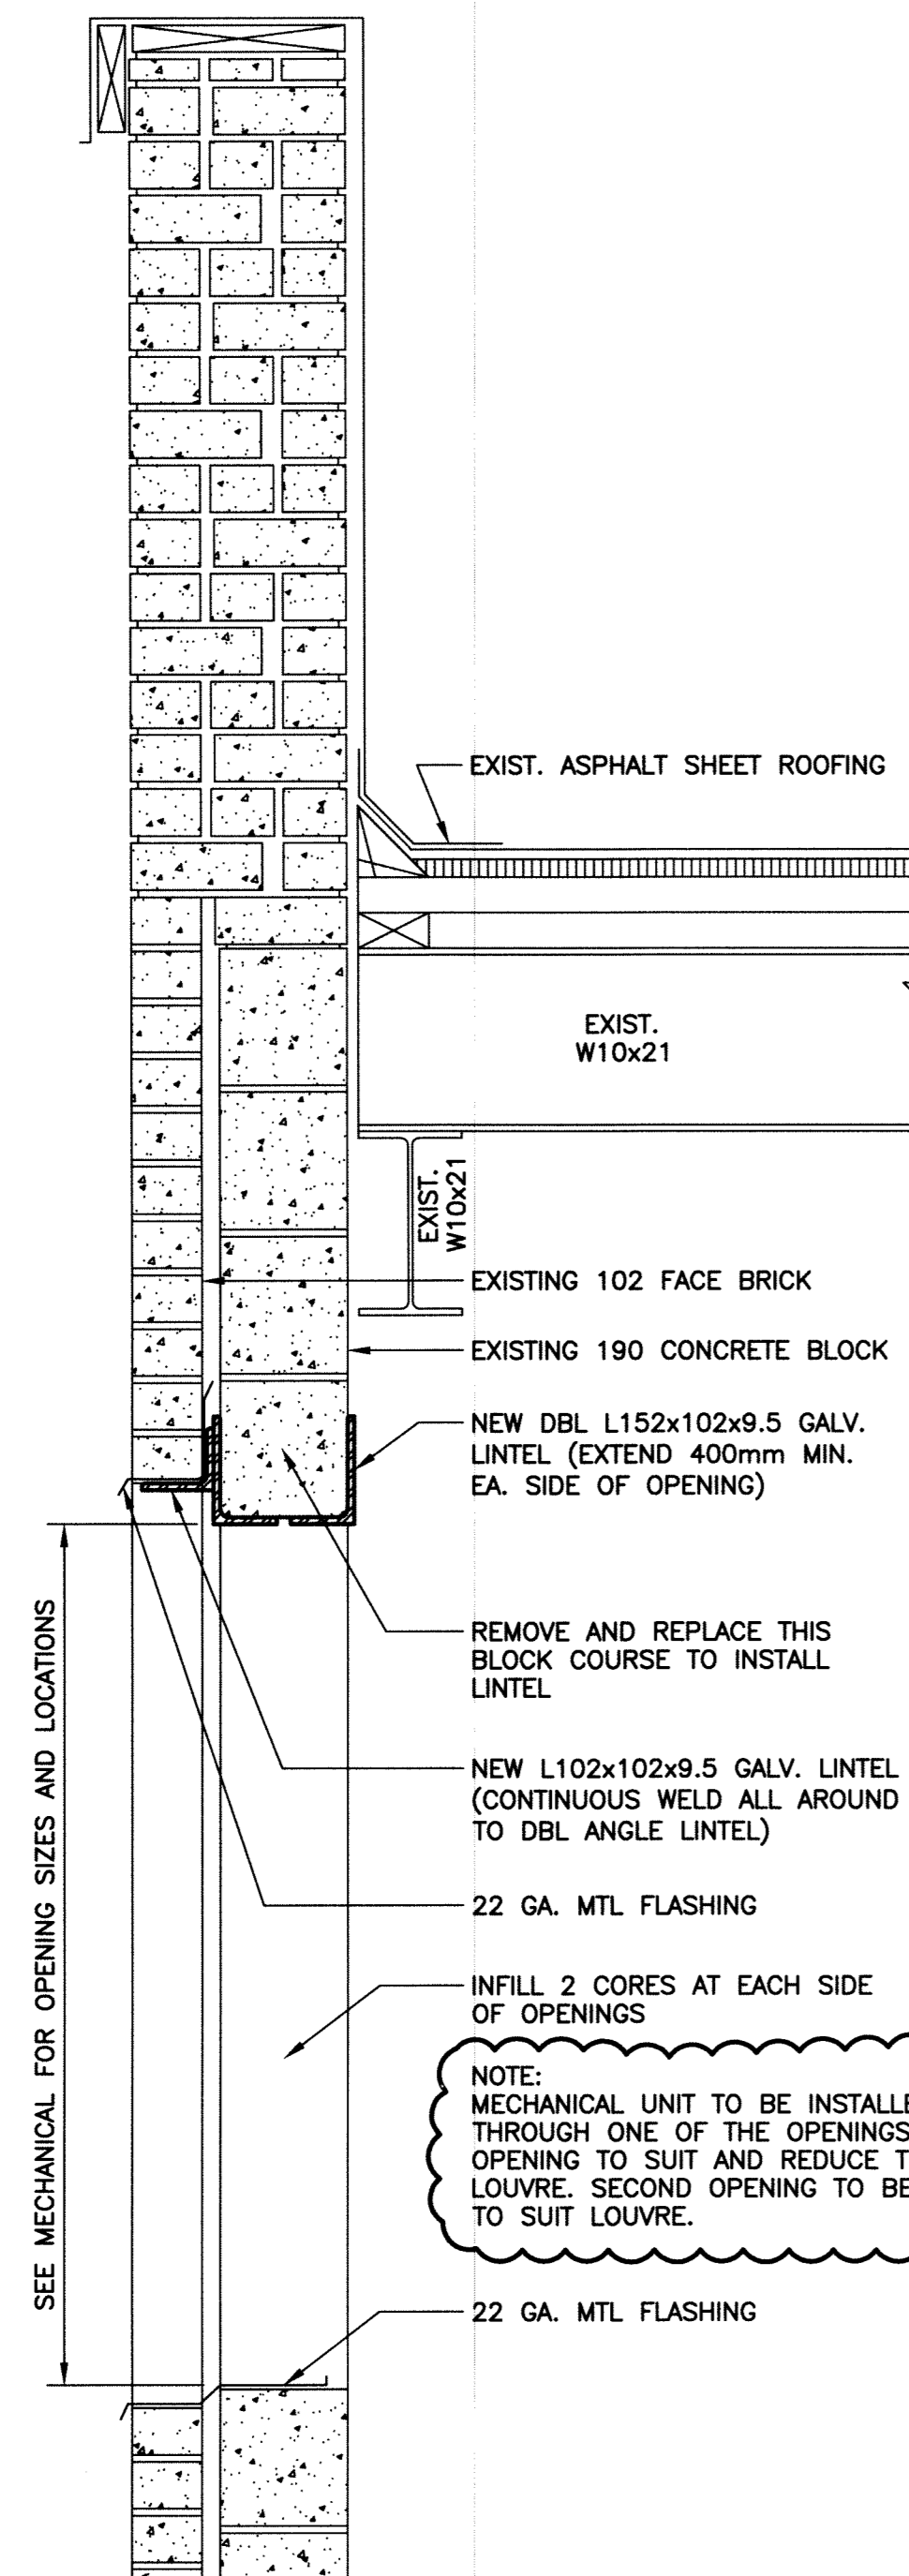 EXIST. ASPHALT SHEET ROOFING
EXIST.
W10x21
EXIST.
W10x21
EXISTING 102 FACE BRICK
EXISTING 190 CONCRETE BLOCK
NEW DBL L152x102x9.5 GALV.
LINTEL (EXTEND 400mm MIN.
EA. SIDE OF OPENING)
REMOVE AND REPLACE THIS
BLOCK COURSE TO INSTALL
LINTEL
NEW L102x102x9.5 GALV. LINTEL
(CONTINUOUS WELD ALL AROUND
TO DBL ANGLE LINTEL)
22 GA. MTL FLASHING
INFILL 2 CORES AT EACH SIDE
OF OPENINGS
NOTE:
MECHANICAL UNIT TO BE INSTALLE
THROUGH ONE OF THE OPENINGS
OPENING TO SUIT AND REDUCE T
LOUVRE. SECOND OPENING TO BE
TO SUIT LOUVRE.
22 GA. MTL FLASHING
SEE MECHANICAL FOR OPENING SIZES AND LOCATIONS